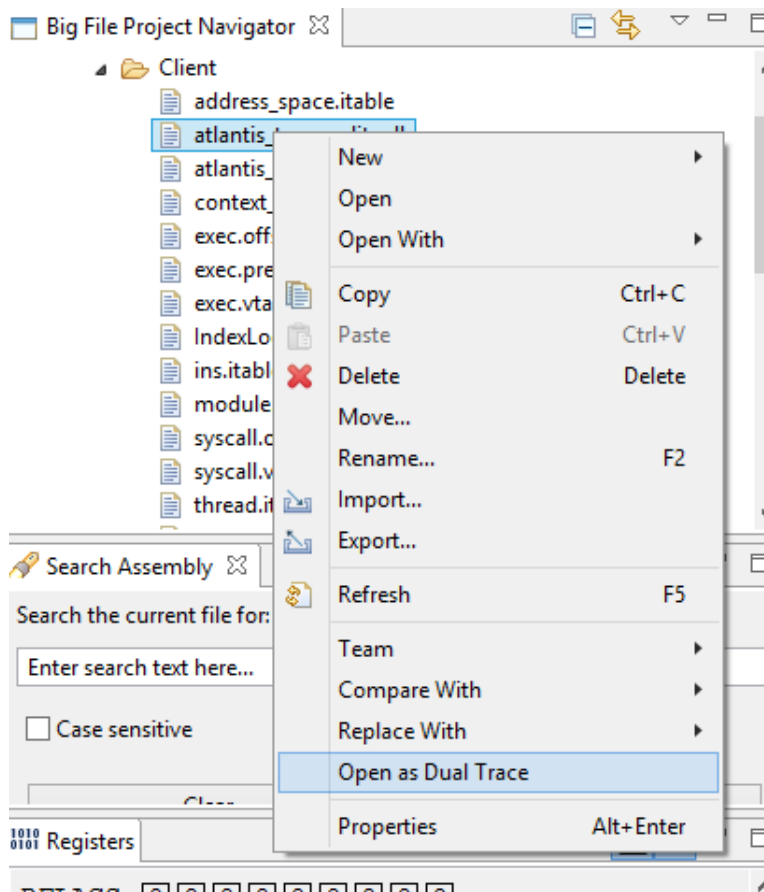 Big File Project Navigator
Client
address_space.itable
atlantis_
atlantis_
context_
exec.off
exec.pre
exec.vta
IndexLo
ins.itabl
module
syscall.c
syscall.v
thread.it
New
Open
Open With
Copy Ctrl+C
Paste Ctrl+V
Delete Delete
Move...
Rename... F2
Import...
Export...
Refresh F5
Team
Compare With
Replace With
Open as Dual Trace
Properties Alt+Enter
Search Assembly
Search the current file for:
Enter search text here...
Case sensitive
1010
0101 Registers